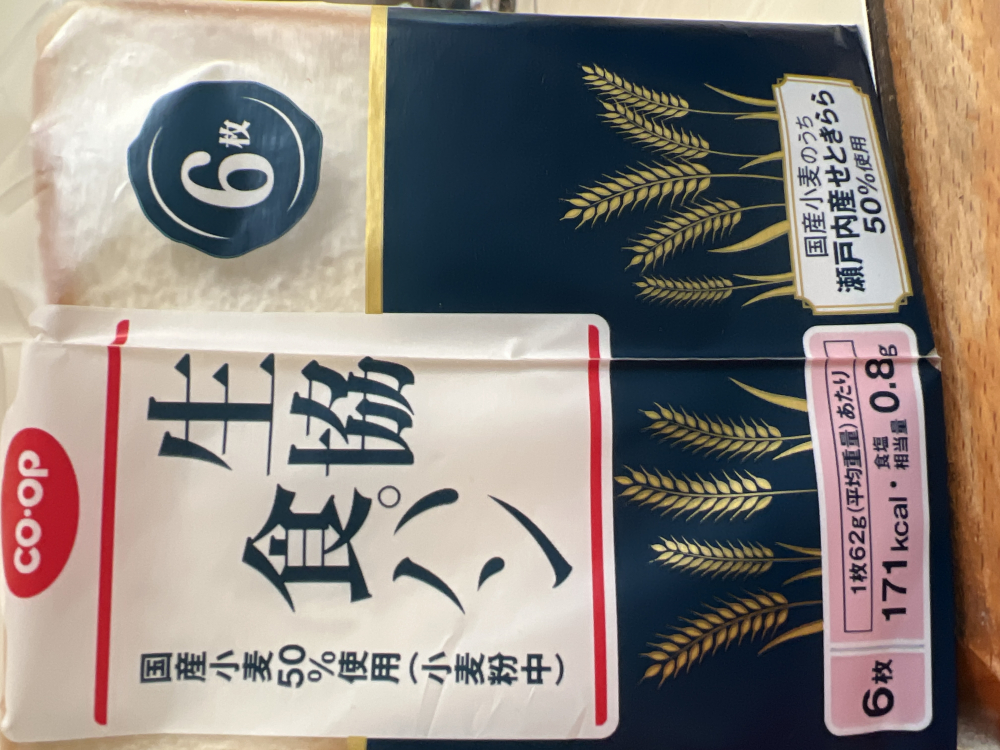 co・op
生協
食パン
国産小麦50%使用(小麦粉中)
6枚
国産小麦のうち
瀬戸内産せときらら
50%使用
6枚
1枚62g(平均重量)あたり
171kcal・食塩相当量0.8g